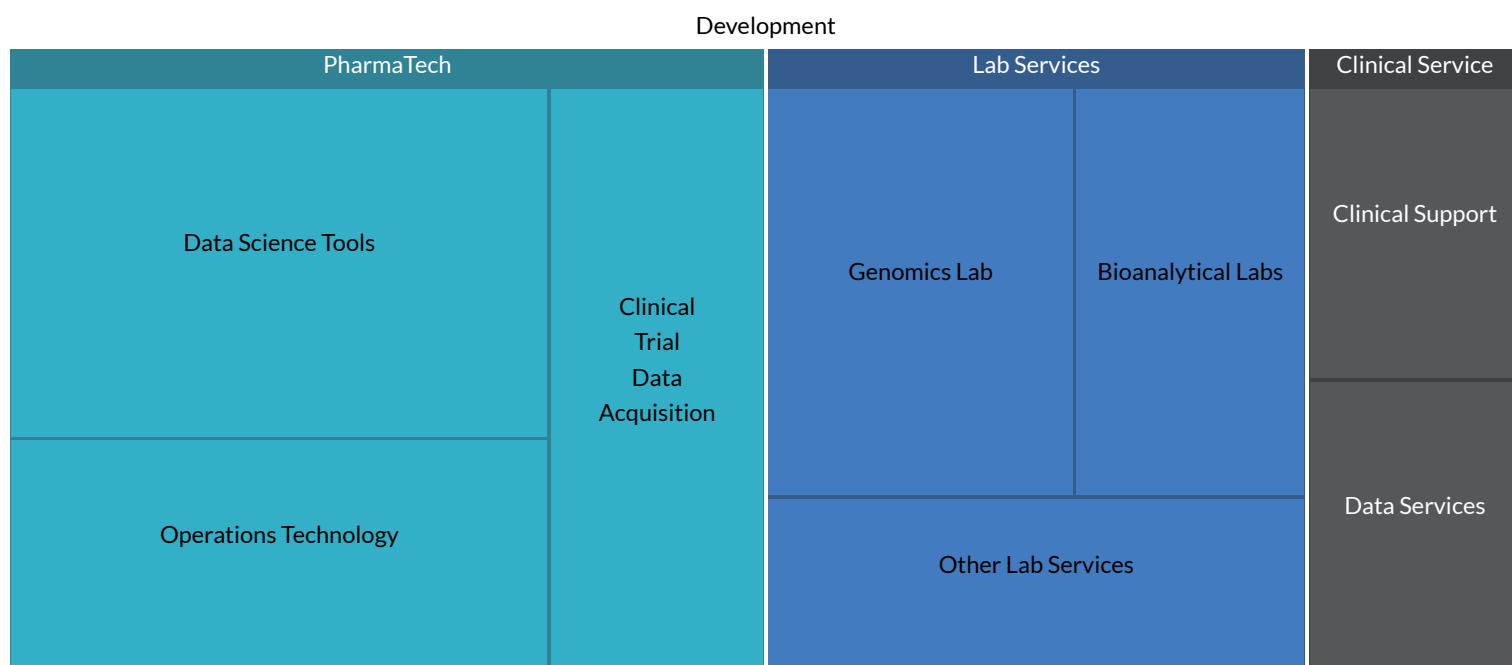 Development
PharmaTech
Lab Services
Clinical Service
Data Science Tools
Operations Technology
Clinical
Trial
Data
Acquisition
Genomics Lab
Bioanalytical Labs
Other Lab Services
Clinical Support
Data Services